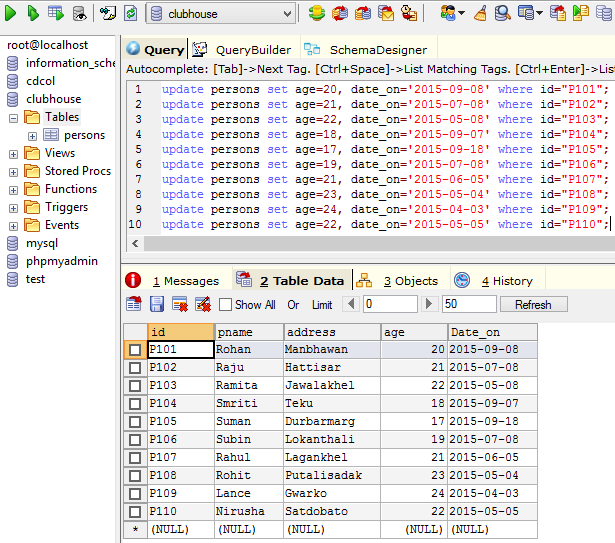 clubhouse
root@localhost
information_sche
cdcol
clubhouse
Tables
persons
Views
Stored Procs
Functions
Triggers
Events
mysql
phpmyadmin
test
Query QueryBuilder SchemaDesigner
Autocomplete: [Tab]->Next Tag. [Ctrl+Space]->List Matching Tags. [Ctrl+Enter]->Lis
1 update persons set age=20, date_on='2015-09-08' where id="P101";
2 update persons set age=21, date_on='2015-07-08' where id="P102";
3 update persons set age=22, date_on='2015-05-08' where id="P103";
4 update persons set age=18, date_on='2015-09-07' where id="P104";
5 update persons set age=17, date_on='2015-09-18' where id="P105";
6 update persons set age=19, date_on='2015-07-08' where id="P106";
7 update persons set age=21, date_on='2015-06-05' where id="P107";
8 update persons set age=23, date_on='2015-05-04' where id="P108";
9 update persons set age=24, date_on='2015-04-03' where id="P109";
10 update persons set age=22, date_on='2015-05-05' where id="P110";
1 Messages 2 Table Data 3 Objects 4 History
Show All Or Limit 0 50 Refresh
id pname address age Date_on
P101 Rohan Manbhawan 20 2015-09-08
P102 Raju Hattisar 21 2015-07-08
P103 Ramita Jawalakhel 22 2015-05-08
P104 Smriti Teku 18 2015-09-07
P105 Suman Durbarmarg 17 2015-09-18
P106 Subin Lokanthali 19 2015-07-08
P107 Rahul Lagankhel 21 2015-06-05
P108 Rohit Putalisadak 23 2015-05-04
P109 Lance Gwarko 24 2015-04-03
P110 Nirusha Satdobato 22 2015-05-05
* (NULL) (NULL) (NULL) (NULL) (NULL)